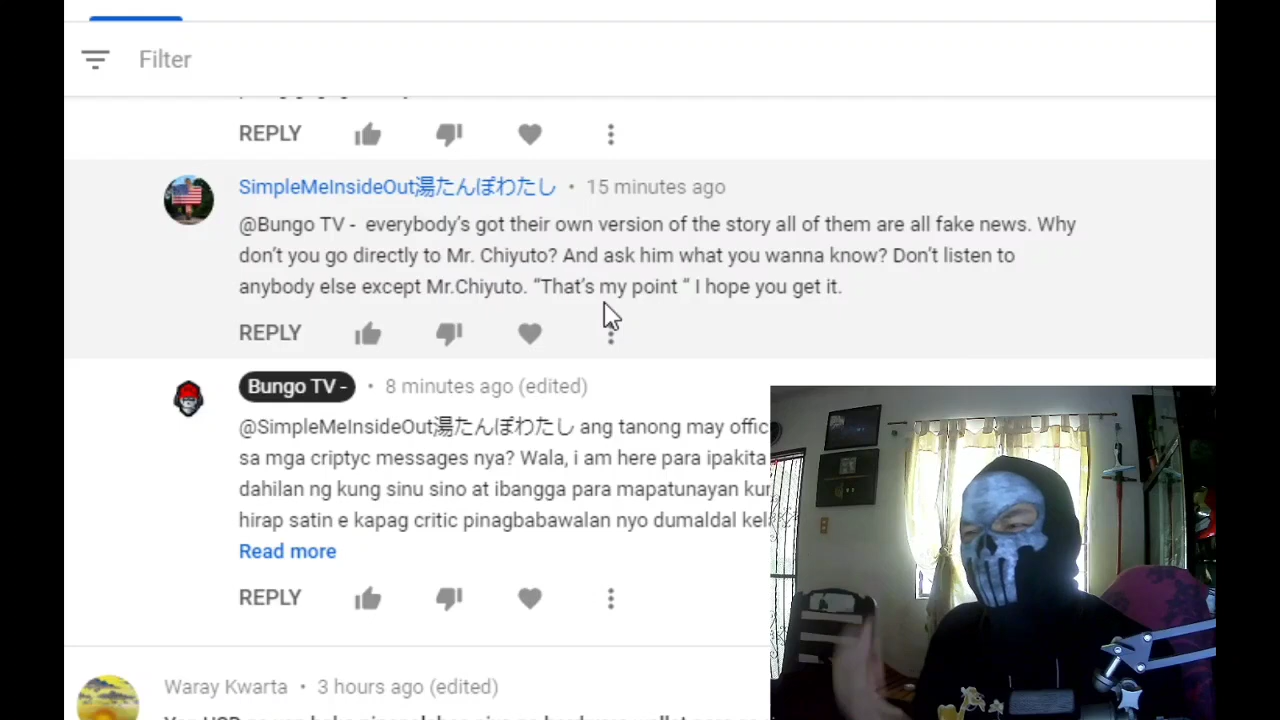 Filter
REPLY
SimpleMeInsideOut湯たんぽわたし • 15 minutes ago
@Bungo TV - everybody's got their own version of the story all of them are all fake news. Why
don't you go directly to Mr. Chiyuto? And ask him what you wanna know? Don't listen to
anybody else except Mr.Chiyuto. “That's my point “ I hope you get it.
REPLY
Bungo TV - • 8 minutes ago (edited)
@SimpleMeInsideOut湯たんぽわたし ang tanong may offic
sa mga criptyc messages nya? Wala, i am here para ipakita
dahilan ng kung sinu sino at ibangga para mapatunayan kur
hirap satin e kapag critic pinagbabawalan nyo dumaldal kela
Read more
REPLY
Waray Kwarta • 3 hours ago (edited)